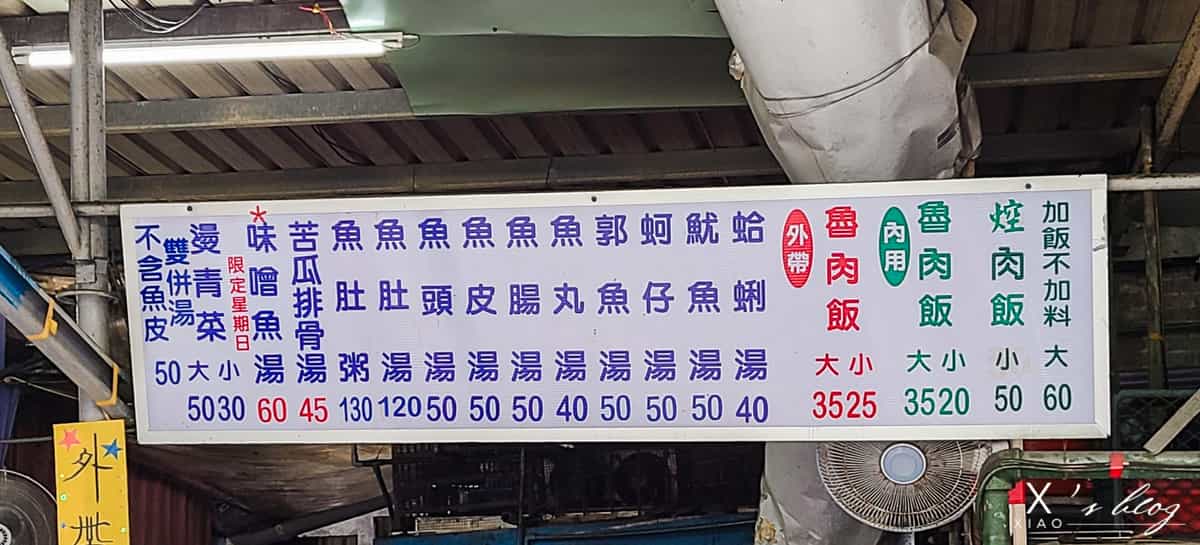 加飯不加料 大 60
焢肉飯 小 50
內用 魯肉飯 大 小 35 20
外帶 魯肉飯 大 小 35 25
蛤蜊湯 40
魷魚湯 50
蚵仔湯 50
郭魚湯 50
魚丸湯 40
魚腸湯 50
魚皮湯 50
魚頭湯 50
魚肚湯 120
魚肚粥 130
苦瓜排骨湯 45
*味噌魚湯 60
限定星期日
燙青菜 大 小 50 30
雙併湯
不含魚皮 50
外帶
X's blog
XIAO